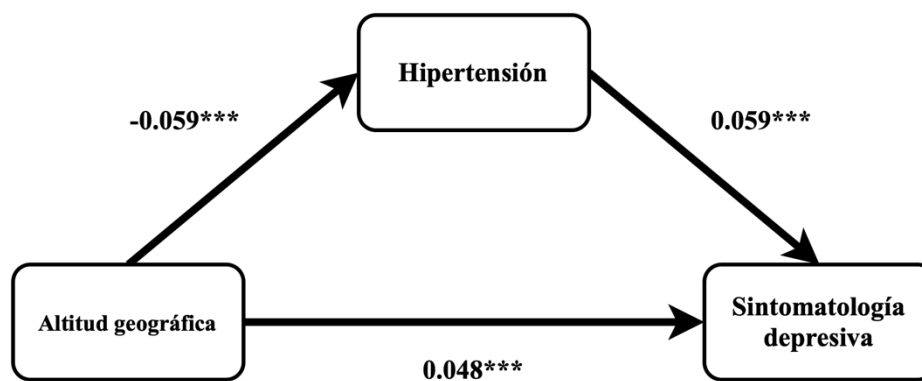 Hipertensión
-0.059***
0.059***
Altitud geográfica
Sintomatología
depresiva
0.048***